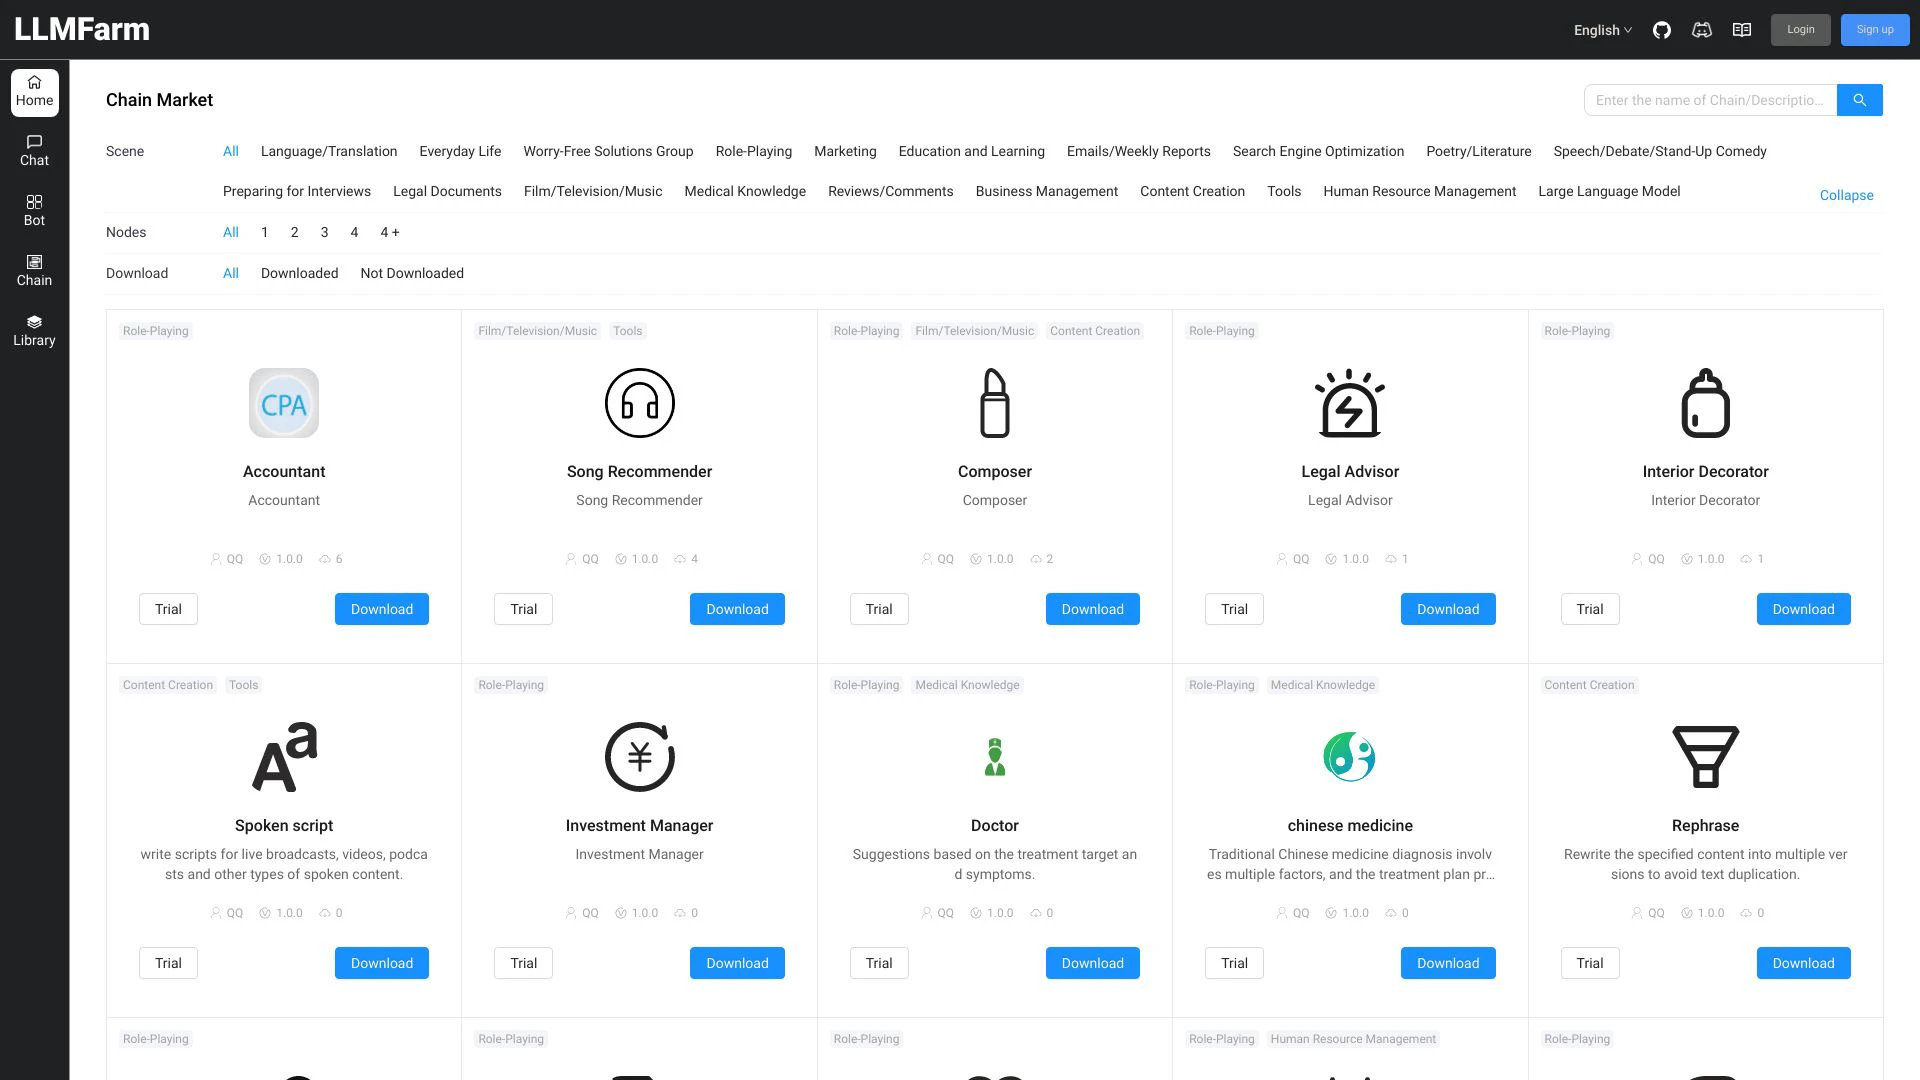 LLMFarm
English
Login
Sign up
Home
Chat
Bot
Chain
Library
Chain Market
Enter the name of Chain/Descriptio...
Scene
All Language/Translation Everyday Life Worry-Free Solutions Group Role-Playing Marketing Education and Learning Emails/Weekly Reports Search Engine Optimization Poetry/Literature Speech/Debate/Stand-Up Comedy
Preparing for Interviews Legal Documents Film/Television/Music Medical Knowledge Reviews/Comments Business Management Content Creation Tools Human Resource Management Large Language Model
Collapse
Nodes All 1 2 3 4 4 +
Download All Downloaded Not Downloaded
Role-Playing
CPA
Accountant
Accountant
QQ 1.0.0 6
Trial Download
Film/Television/Music Tools
Song Recommender
Song Recommender
QQ 1.0.0 4
Trial Download
Role-Playing Film/Television/Music Content Creation
Composer
Composer
QQ 1.0.0 2
Trial Download
Role-Playing
Legal Advisor
Legal Advisor
QQ 1.0.0 1
Trial Download
Role-Playing
Interior Decorator
Interior Decorator
QQ 1.0.0 1
Trial Download
Content Creation Tools
Aa
Spoken script
write scripts for live broadcasts, videos, podca
sts and other types of spoken content.
QQ 1.0.0 0
Trial Download
Role-Playing
¥
Investment Manager
Investment Manager
QQ 1.0.0 0
Trial Download
Role-Playing Medical Knowledge
Doctor
Suggestions based on the treatment target an
d symptoms.
QQ 1.0.0 0
Trial Download
Role-Playing Medical Knowledge
chinese medicine
Traditional Chinese medicine diagnosis involv
es multiple factors, and the treatment plan pr...
QQ 1.0.0 0
Trial Download
Content Creation
Rephrase
Rewrite the specified content into multiple ver
sions to avoid text duplication.
QQ 1.0.0 0
Trial Download
Role-Playing
Role-Playing
Role-Playing
Role-Playing Human Resource Management
Role-Playing